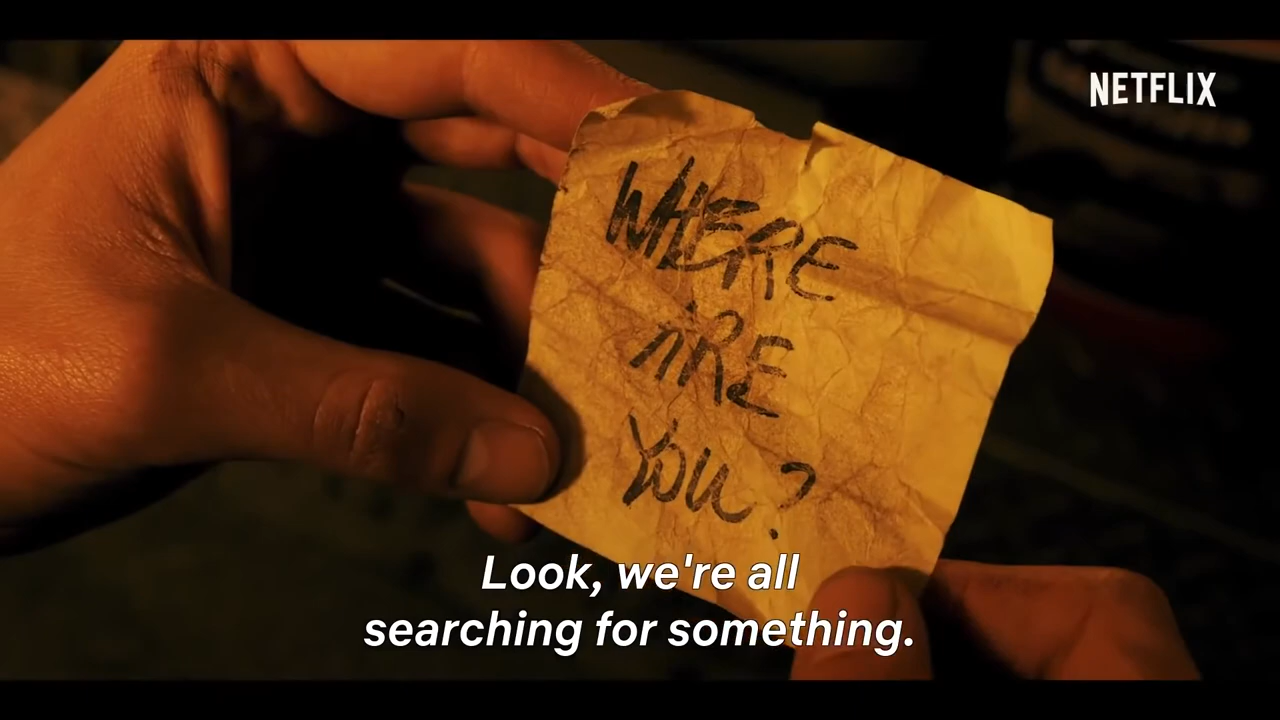 NETFLIX
WHERE
ARE
YOU?
Look, we're all
searching for something.